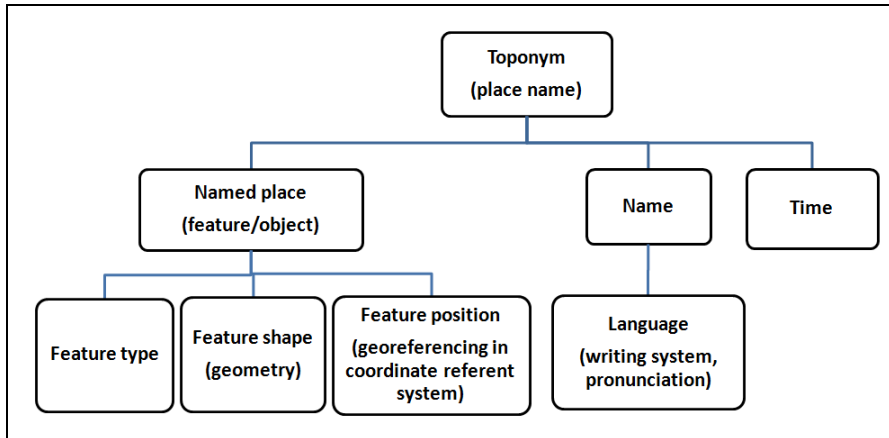 Toponym
(place name)
Named place
(feature/object)
Name
Time
Feature type
Feature shape
(geometry)
Feature position
(georeferencing in
coordinate referent
system)
Language
(writing system,
pronunciation)